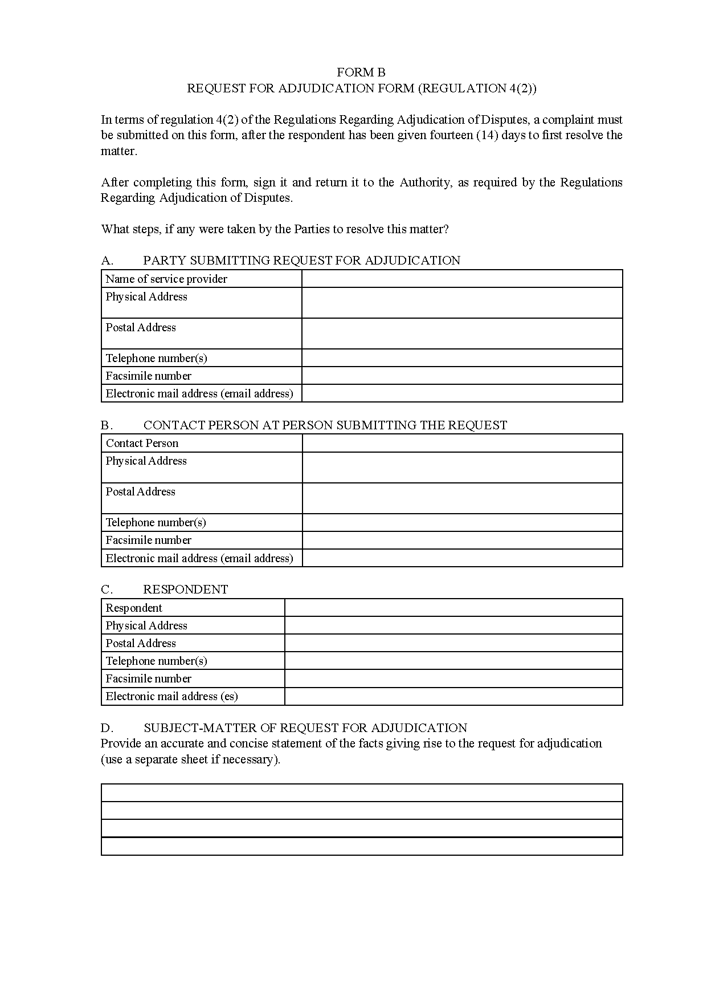 FORM B
REQUEST FOR ADJUDICATION FORM (REGULATION 4(2))
In terms of regulation 4(2) of the Regulations Regarding Adjudication of Disputes, a complaint must
be submitted on this form, after the respondent has been given fourteen (14) days to first resolve the
matter.
After completing this form, sign it and return it to the Authority, as required by the Regulations
Regarding Adjudication of Disputes.
What steps, if any were taken by the Parties to resolve this matter?
A. PARTY SUBMITTING REQUEST FOR ADJUDICATION
Name of service provider
Physical Address
Postal Address
Telephone number(s)
Facsimile number
Electronic mail address (email address)
B. CONTACT PERSON AT PERSON SUBMITTING THE REQUEST
Contact Person
Physical Address
Postal Address
Telephone number(s)
Facsimile number
Electronic mail address (email address)
C. RESPONDENT
Respondent
Physical Address
Postal Address
Telephone number(s)
Facsimile number
Electronic mail address (es)
D. SUBJECT-MATTER OF REQUEST FOR ADJUDICATION
Provide an accurate and concise statement of the facts giving rise to the request for adjudication
(use a separate sheet if necessary).